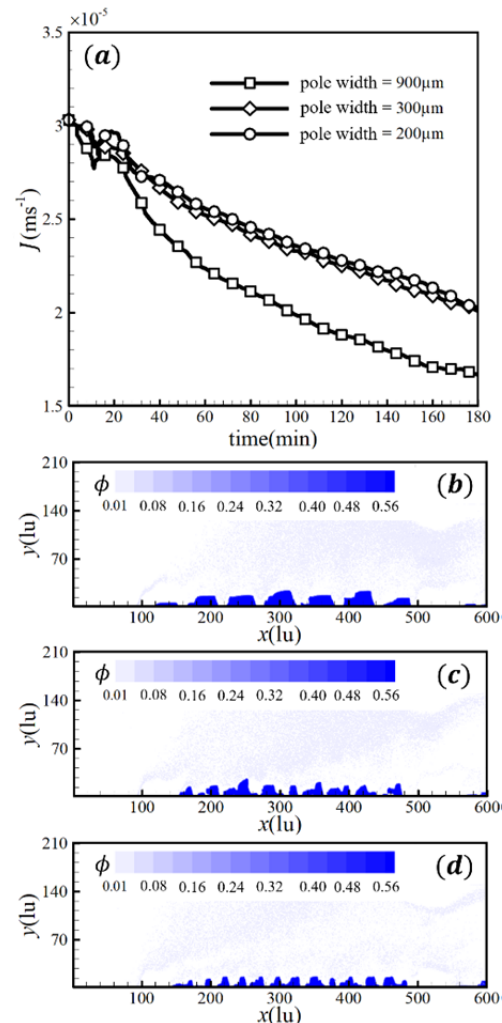 ×10⁻⁵
3.5
(a)
pole width = 900μm
pole width = 300μm
pole width = 200μm
3
J(ms⁻¹)
2.5
2
1.5
0 20 40 60 80 100 120 140 160 180
time(min)
210
ϕ
(b)
0.01 0.08 0.16 0.24 0.32 0.40 0.48 0.56
140
y(lu)
70
100 200 300 400 500 600
x(lu)
210
ϕ
(c)
0.01 0.08 0.16 0.24 0.32 0.40 0.48 0.56
140
y(lu)
70
100 200 300 400 500 600
x(lu)
210
ϕ
(d)
0.01 0.08 0.16 0.24 0.32 0.40 0.48 0.56
140
y(lu)
70
100 200 300 400 500 600
x(lu)